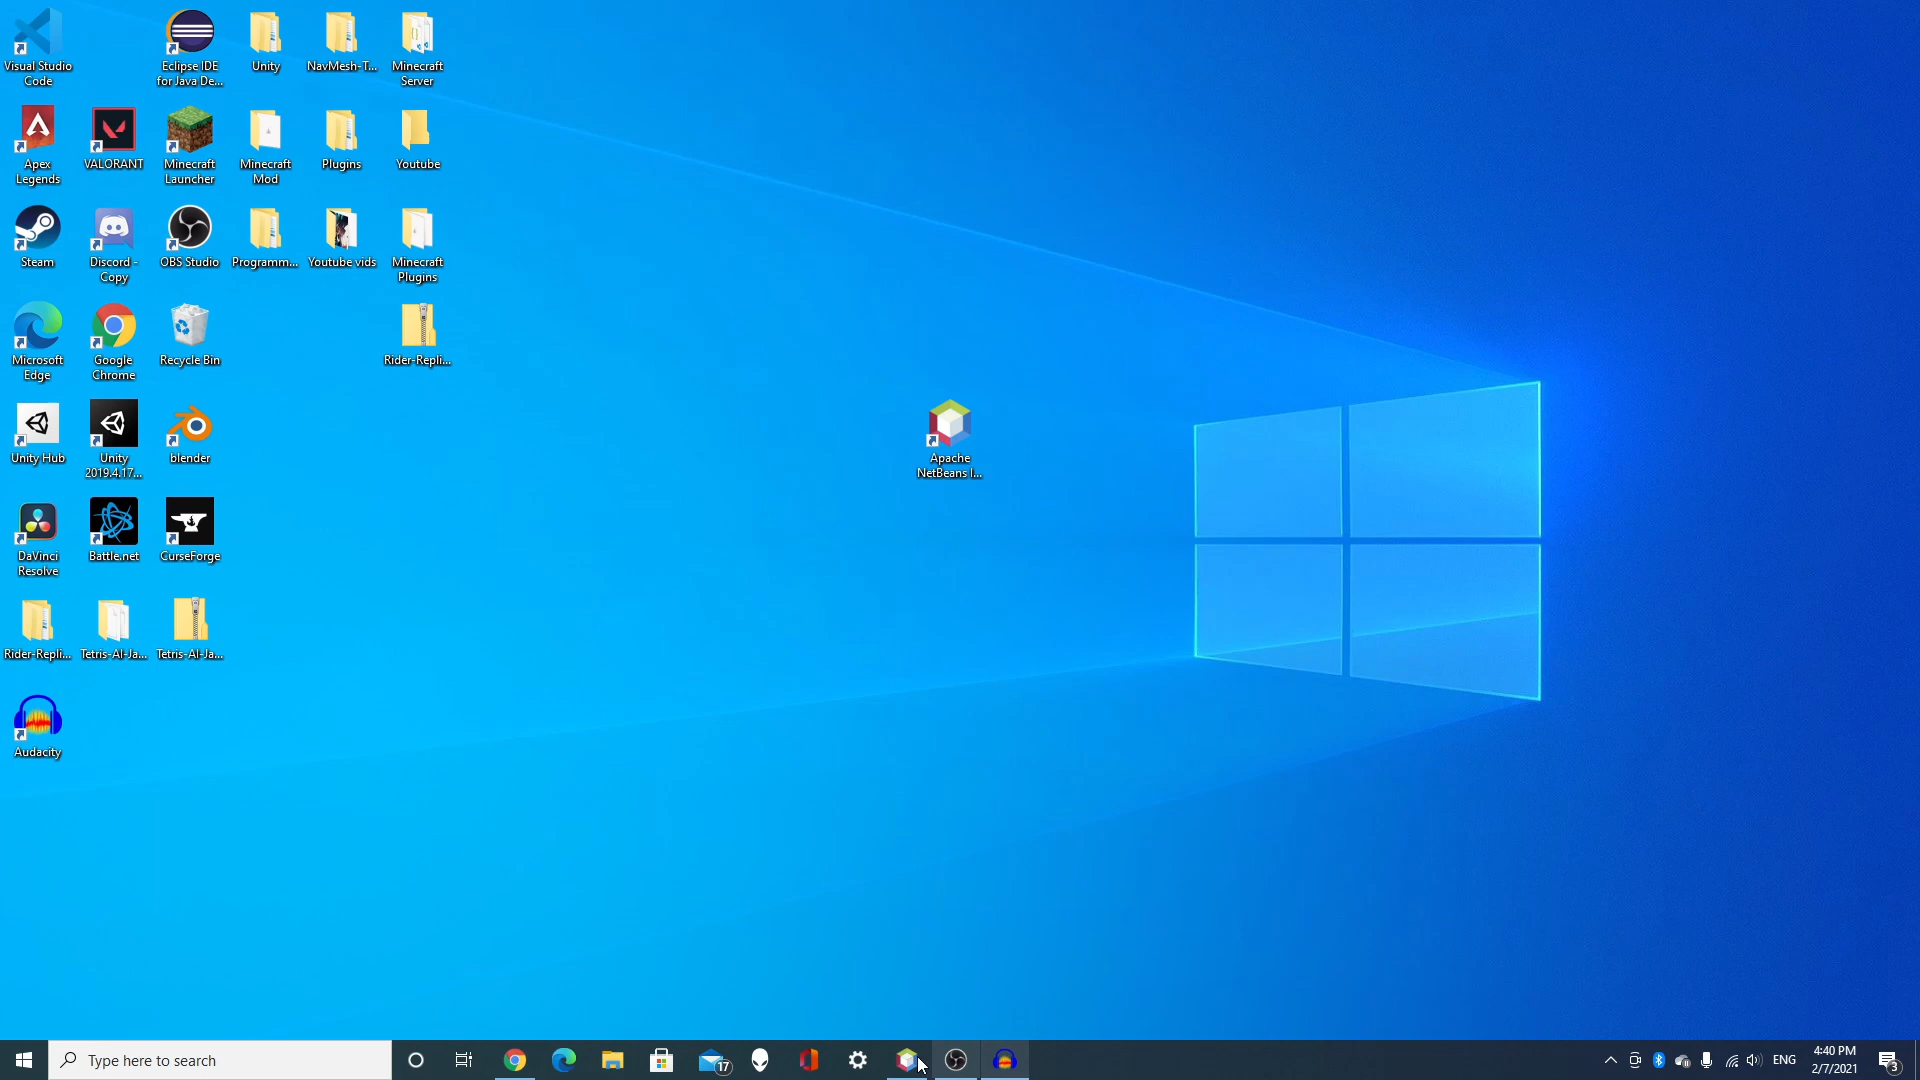 Visual Studio
Code
Eclipse IDE
for Java De...
Unity
NavMesh-T...
Minecraft
Server
Apex
Legends
VALORANT
Minecraft
Launcher
Minecraft
Mod
Plugins
Youtube
Steam
Discord -
Copy
OBS Studio
Programm...
Youtube vids
Minecraft
Plugins
Microsoft
Edge
Google
Chrome
Recycle Bin
Rider-Repli...
Unity Hub
Unity
2019.4.17...
blender
Apache
NetBeans I...
DaVinci
Resolve
Battle.net
CurseForge
Rider-Repli...
Tetris-AI-Ja...
Tetris-AI-Ja...
Audacity
Type here to search
17
ENG
4:40 PM
2/7/2021
3